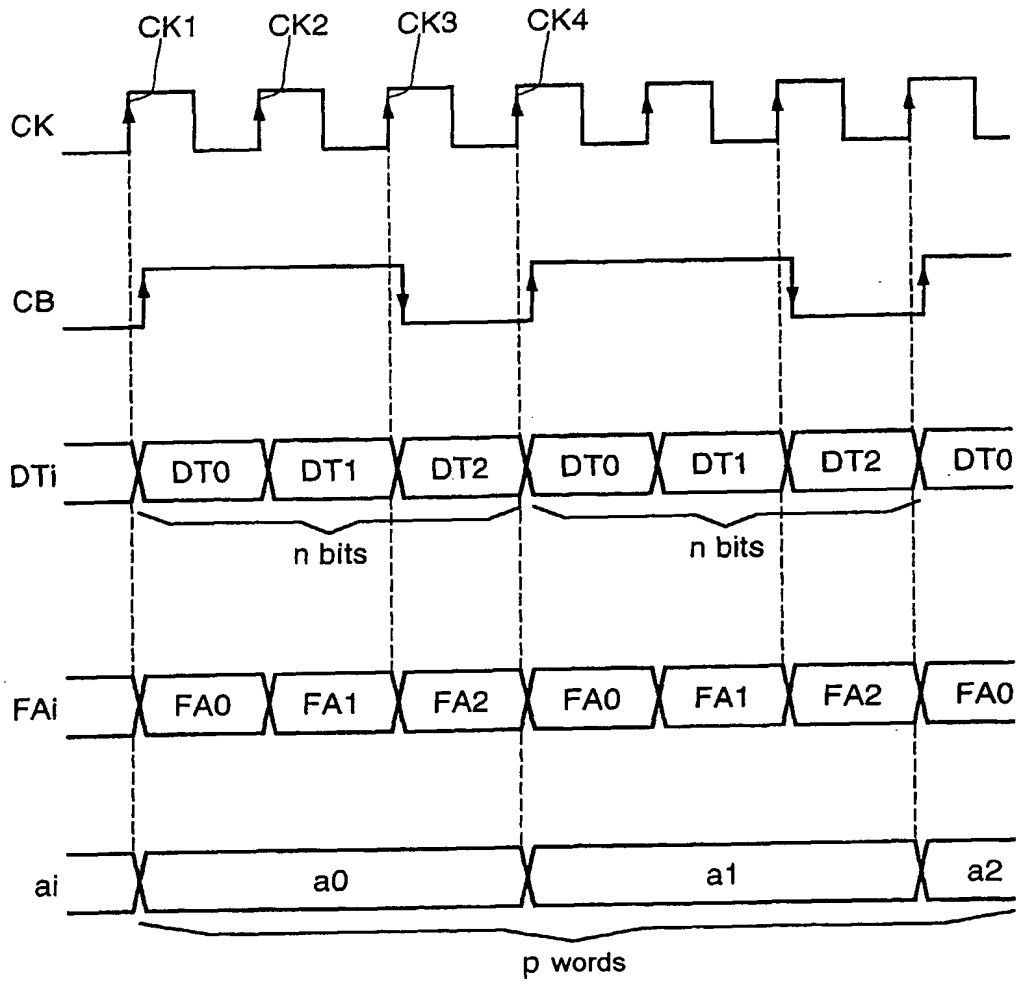 CK1 CK2 CK3 CK4
CK
CB
DTi DT0 DT1 DT2 DT0 DT1 DT2 DT0
n bits n bits
FAi FA0 FA1 FA2 FA0 FA1 FA2 FA0
ai a0 a1 a2
p words